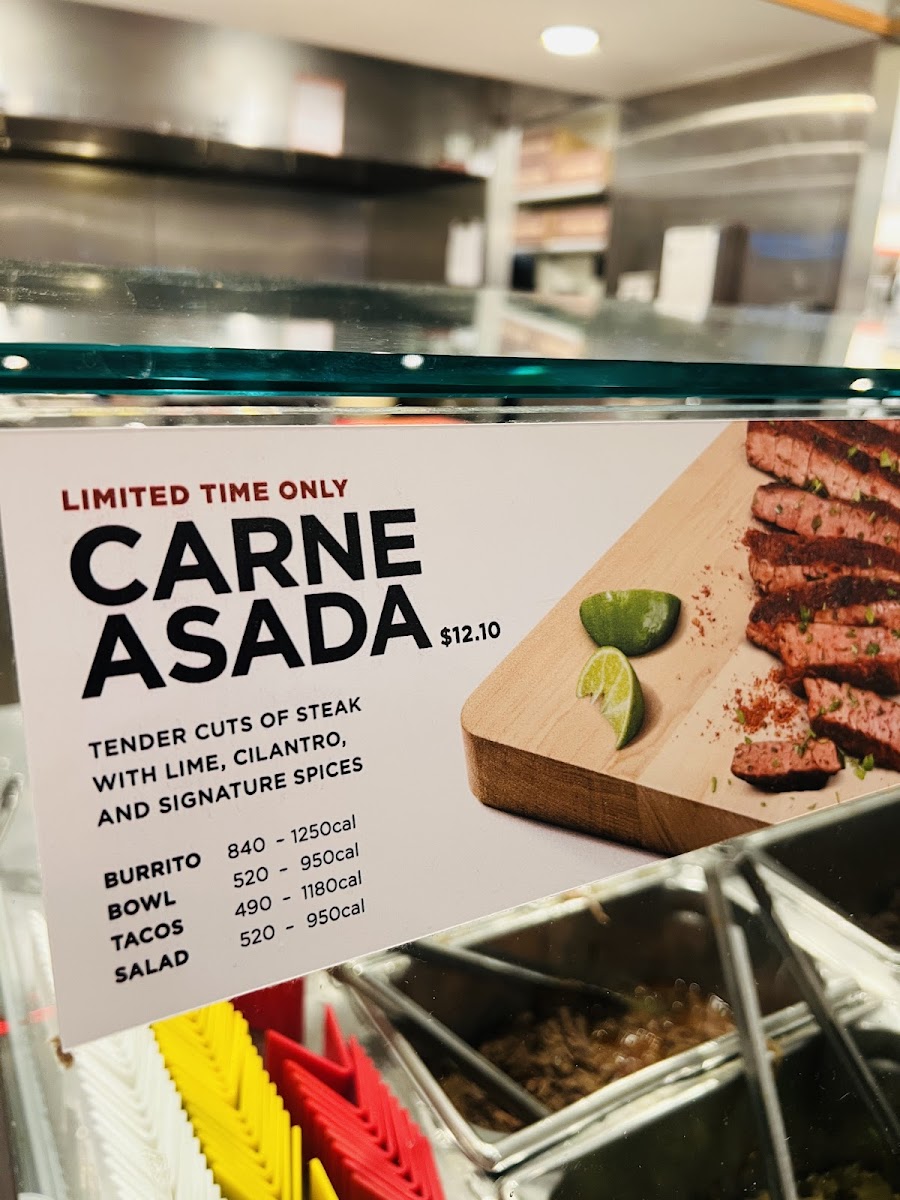 LIMITED TIME ONLY
CARNE
ASADA $12.10
TENDER CUTS OF STEAK
WITH LIME, CILANTRO,
AND SIGNATURE SPICES
BURRITO 840 - 1250cal
BOWL 520 - 950cal
TACOS 490 - 1180cal
SALAD 520 - 950cal